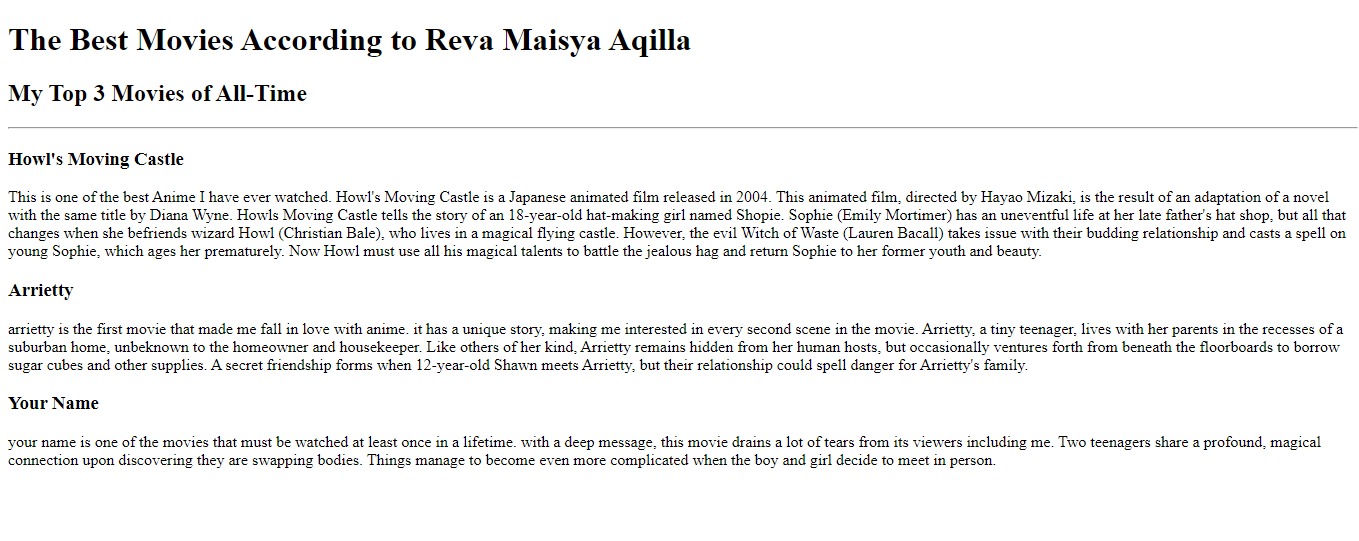 The Best Movies According to Reva Maisya Aqilla
My Top 3 Movies of All-Time
Howl's Moving Castle
This is one of the best Anime I have ever watched. Howl's Moving Castle is a Japanese animated film released in 2004. This animated film, directed by Hayao Mizaki, is the result of an adaptation of a novel
with the same title by Diana Wyne. Howls Moving Castle tells the story of an 18-year-old hat-making girl named Shopie. Sophie (Emily Mortimer) has an uneventful life at her late father's hat shop, but all that
changes when she befriends wizard Howl (Christian Bale), who lives in a magical flying castle. However, the evil Witch of Waste (Lauren Bacall) takes issue with their budding relationship and casts a spell on
young Sophie, which ages her prematurely. Now Howl must use all his magical talents to battle the jealous hag and return Sophie to her former youth and beauty.
Arrietty
arrietty is the first movie that made me fall in love with anime. it has a unique story, making me interested in every second scene in the movie. Arrietty, a tiny teenager, lives with her parents in the recesses of a
suburban home, unbeknown to the homeowner and housekeeper. Like others of her kind, Arrietty remains hidden from her human hosts, but occasionally ventures forth from beneath the floorboards to borrow
sugar cubes and other supplies. A secret friendship forms when 12-year-old Shawn meets Arrietty, but their relationship could spell danger for Arrietty's family.
Your Name
your name is one of the movies that must be watched at least once in a lifetime. with a deep message, this movie drains a lot of tears from its viewers including me. Two teenagers share a profound, magical
connection upon discovering they are swapping bodies. Things manage to become even more complicated when the boy and girl decide to meet in person.